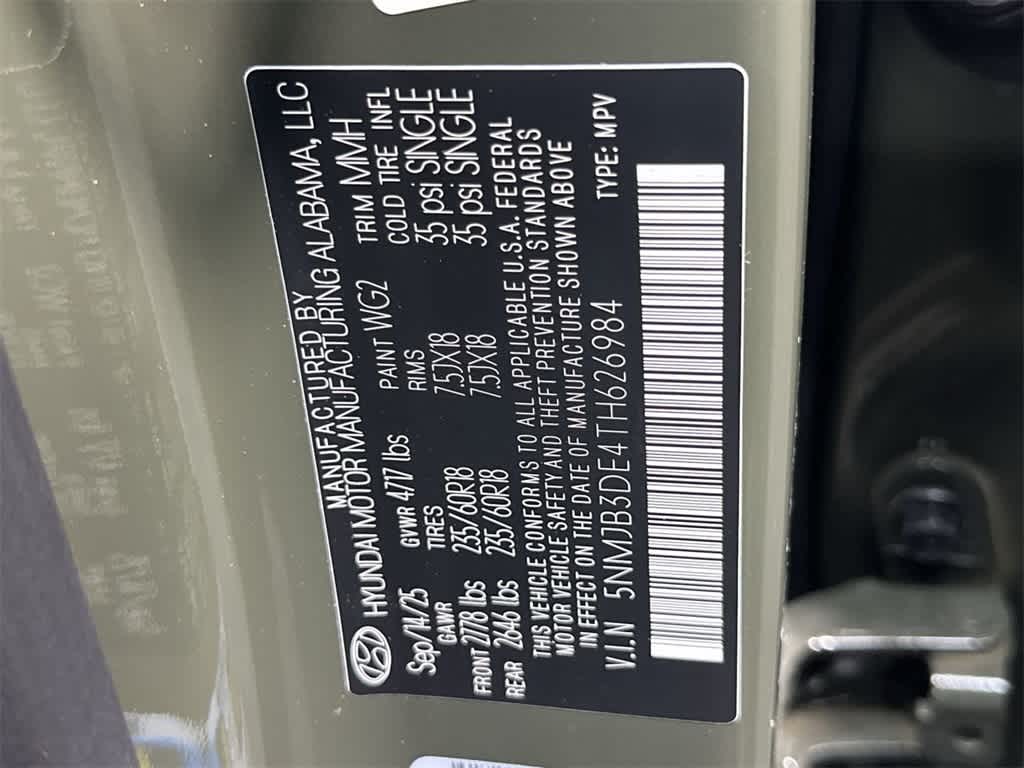 MANUFACTURED BY
HYUNDAI MOTOR MANUFACTURING ALABAMA, LLC
Sep/14/25 GVWR 4717 lbs PAINT WG2 TRIM MMH
GAWR TIRES RIMS COLD TIRE INFL
FRONT 2778 lbs 235/60R18 7.5JX18 35 psi SINGLE
REAR 2646 lbs 235/60R18 7.5JX18 35 psi SINGLE
THIS VEHICLE CONFORMS TO ALL APPLICABLE U.S.A. FEDERAL
MOTOR VEHICLE SAFETY AND THEFT PREVENTION STANDARDS
IN EFFECT ON THE DATE OF MANUFACTURE SHOWN ABOVE
V.I.N 5NMJB3DE4TH626984 TYPE: MPV